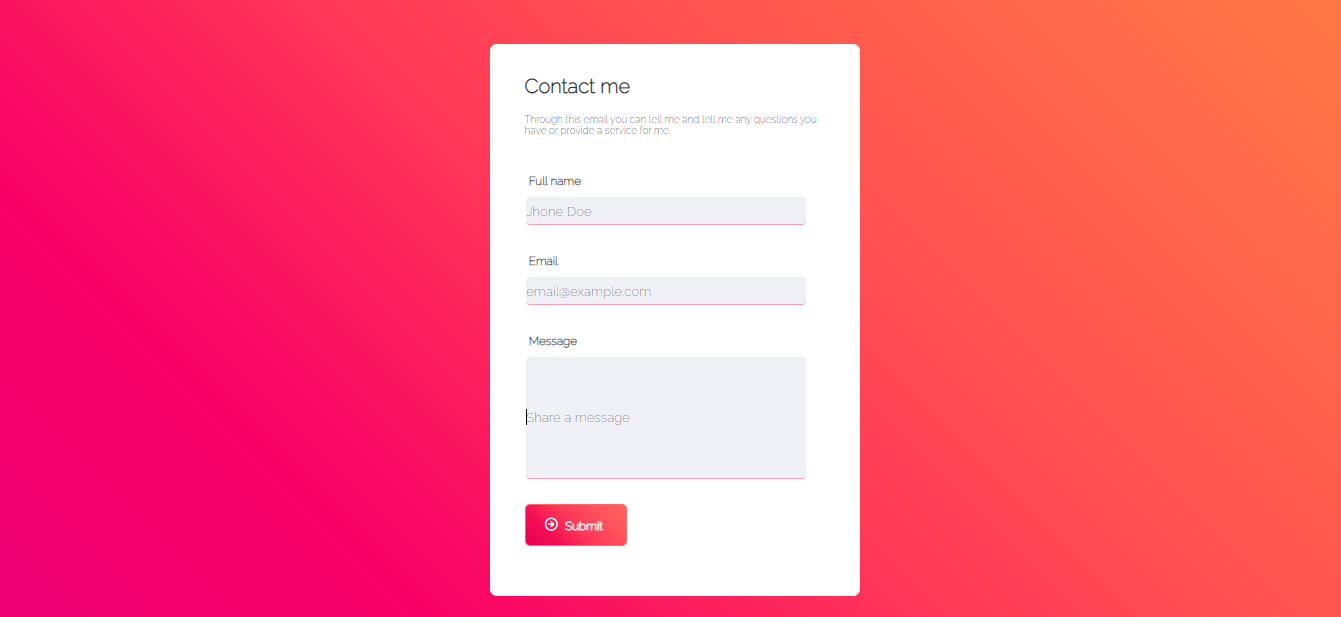 Contact me
Through this email you can tell me and tell me any questions you
have or provide a service for me.
Full name
Jhone Doe
Email
email@example.com
Message
Share a message
Submit